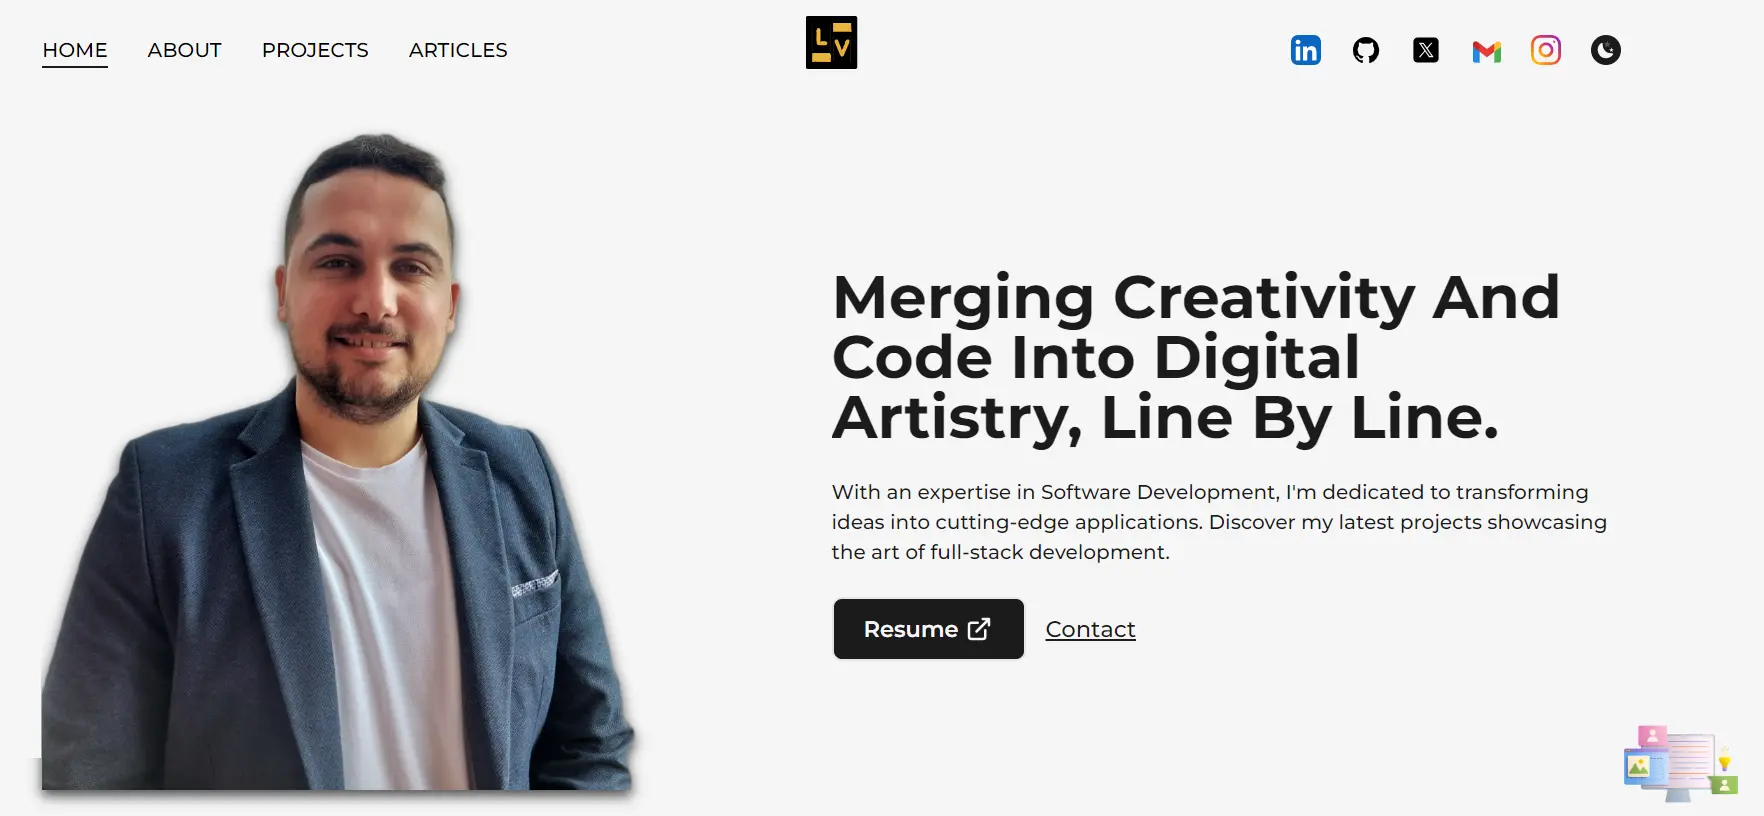 HOME ABOUT PROJECTS ARTICLES
LV
in
X
Merging Creativity And
Code Into Digital
Artistry, Line By Line.
With an expertise in Software Development, I'm dedicated to transforming
ideas into cutting-edge applications. Discover my latest projects showcasing
the art of full-stack development.
Resume Contact